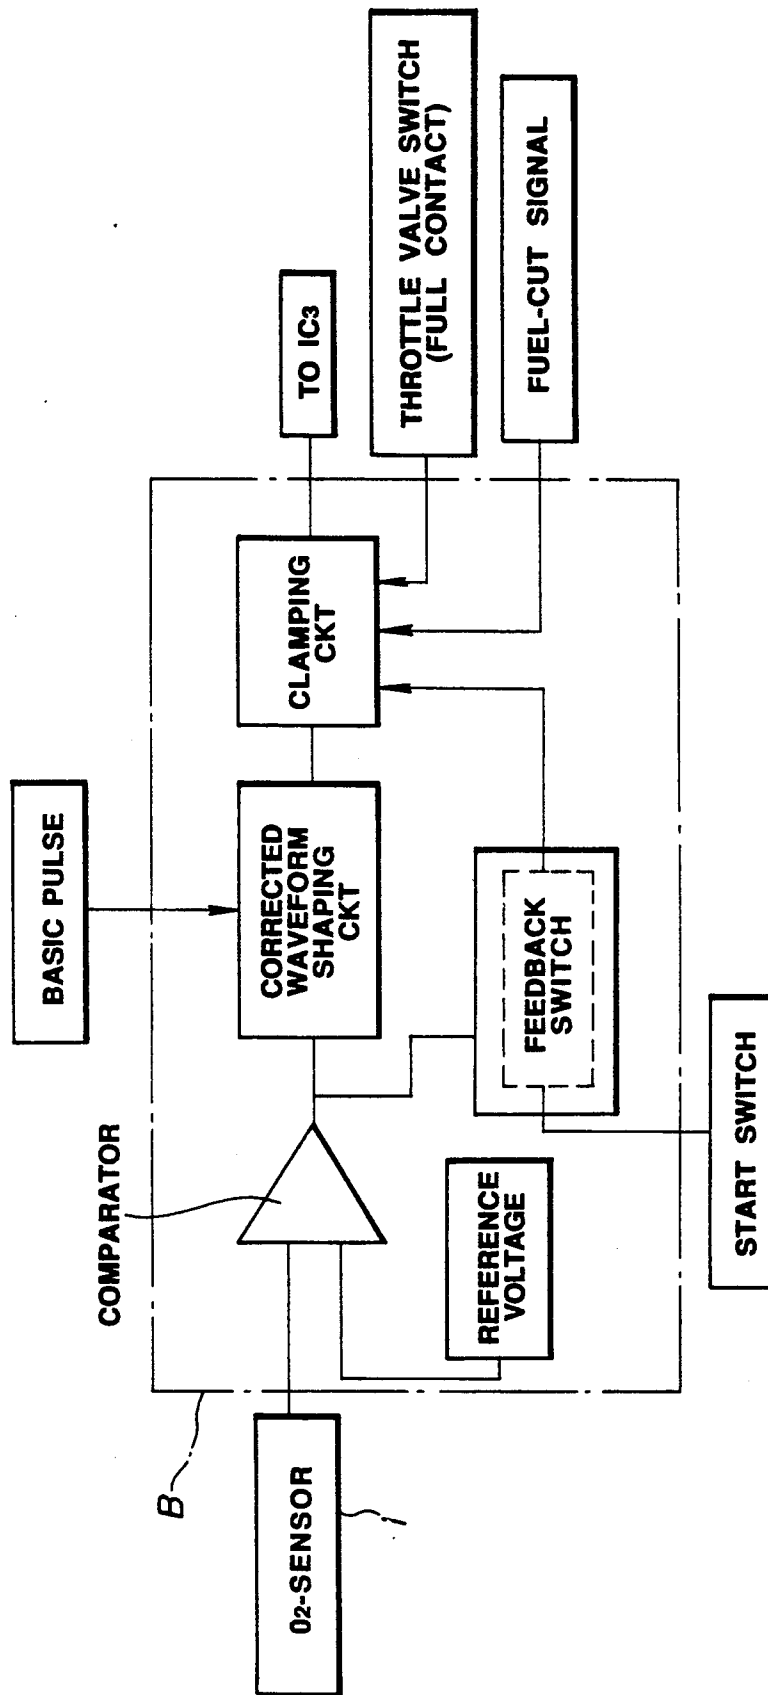 BASIC PULSE
COMPARATOR
B
O2-SENSOR
i
CORRECTED
WAVEFORM
SHAPING
CKT
CLAMPING
CKT
TO IC3
THROTTLE VALVE SWITCH
(FULL CONTACT)
FUEL-CUT SIGNAL
REFERENCE
VOLTAGE
FEEDBACK
SWITCH
START SWITCH